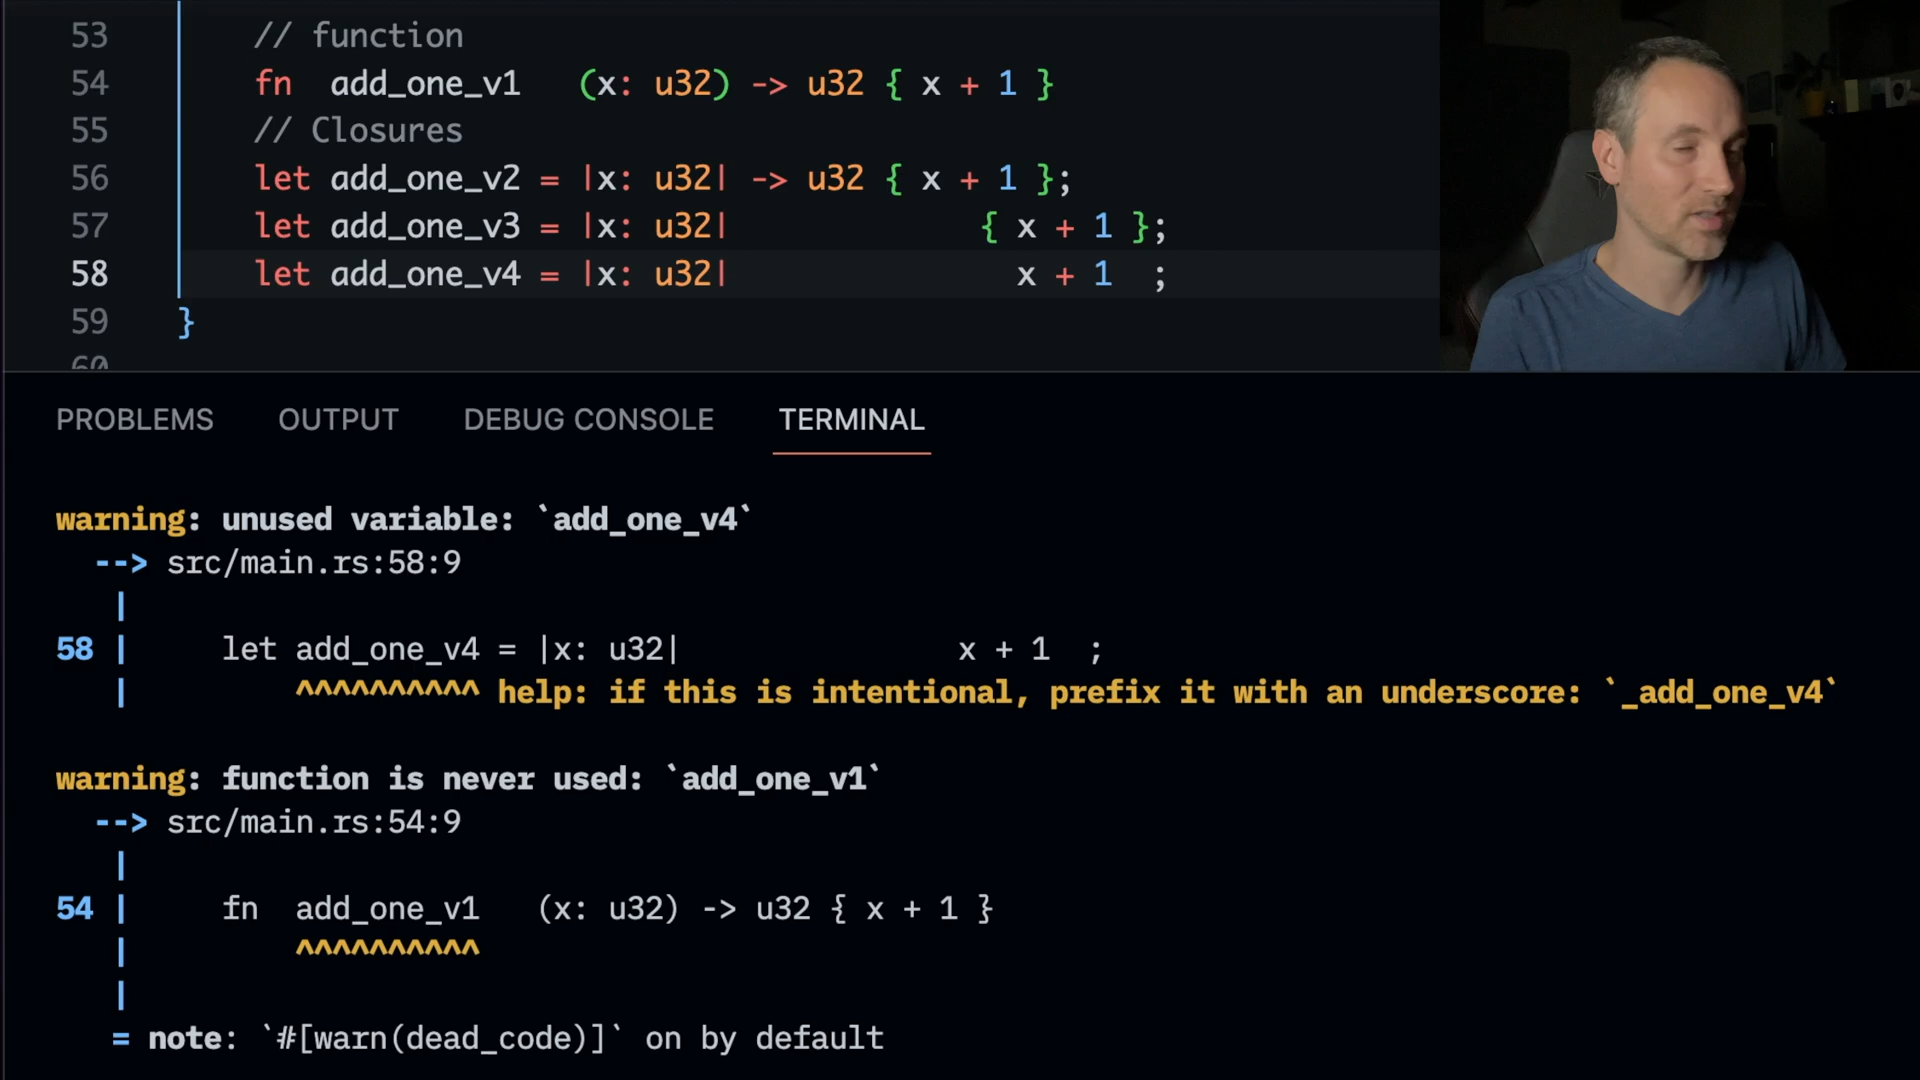 53 // function
54 fn add_one_v1 (x: u32) -> u32 { x + 1 }
55 // Closures
56 let add_one_v2 = |x: u32| -> u32 { x + 1 };
57 let add_one_v3 = |x: u32| { x + 1 };
58 let add_one_v4 = |x: u32| x + 1 ;
59 }
60
PROBLEMS OUTPUT DEBUG CONSOLE TERMINAL
warning: unused variable: `add_one_v4`
--> src/main.rs:58:9
|
58 | let add_one_v4 = |x: u32| x + 1 ;
| ^^^^^^^^^^ help: if this is intentional, prefix it with an underscore: `_add_one_v4`
warning: function is never used: `add_one_v1`
--> src/main.rs:54:9
|
54 | fn add_one_v1 (x: u32) -> u32 { x + 1 }
| ^^^^^^^^^^
|
= note: `#[warn(dead_code)]` on by default